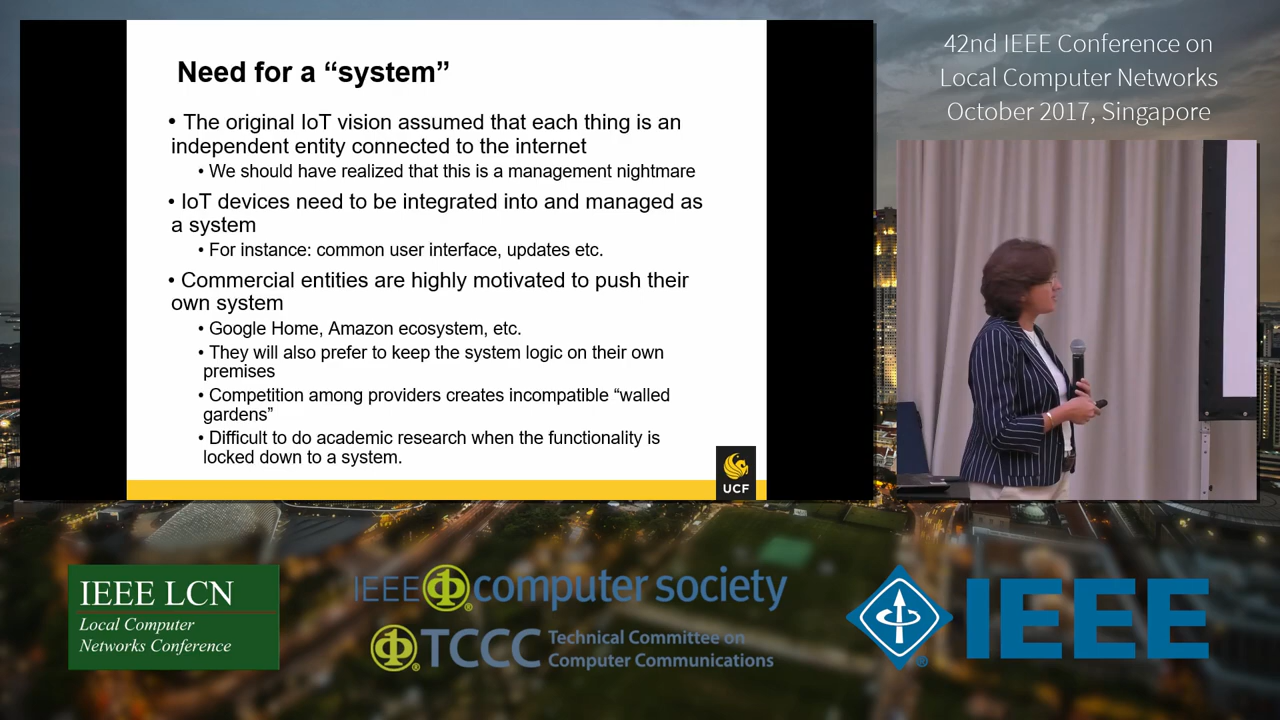 Need for a “system”
• The original IoT vision assumed that each thing is an
independent entity connected to the internet
• We should have realized that this is a management nightmare
• IoT devices need to be integrated into and managed as
a system
• For instance: common user interface, updates etc.
• Commercial entities are highly motivated to push their
own system
• Google Home, Amazon ecosystem, etc.
• They will also prefer to keep the system logic on their own
premises
• Competition among providers creates incompatible “walled
gardens”
• Difficult to do academic research when the functionality is
locked down to a system.
UCF
42nd IEEE Conference on
Local Computer Networks
October 2017, Singapore
IEEE LCN
Local Computer
Networks Conference
IEEE computer society
TCCC Technical Committee on
Computer Communications
IEEE